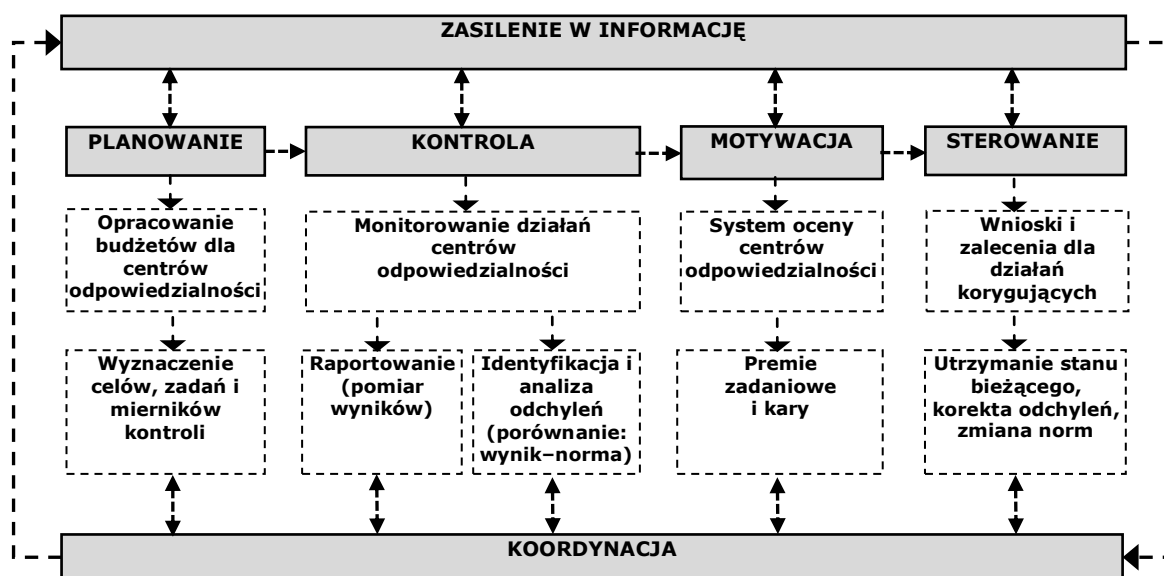 ZASILENIE W INFORMACJĘ
PLANOWANIE
KONTROLA
MOTYWACJA
STEROWANIE
Opracowanie
budżetów dla
centrów
odpowiedzialności
Monitorowanie działań
centrów
odpowiedzialności
System oceny
centrów
odpowiedzialności
Wnioski i
zalecenia dla
działań
korygujących
Wyznaczenie
celów, zadań i
mierników
kontroli
Raportowanie
(pomiar
wyników)
Identyfikacja i
analiza
odchyleń
(porównanie:
wynik–norma)
Premie
zadaniowe
i kary
Utrzymanie stanu
bieżącego,
korekta odchyleń,
zmiana norm
KOORDYNACJA